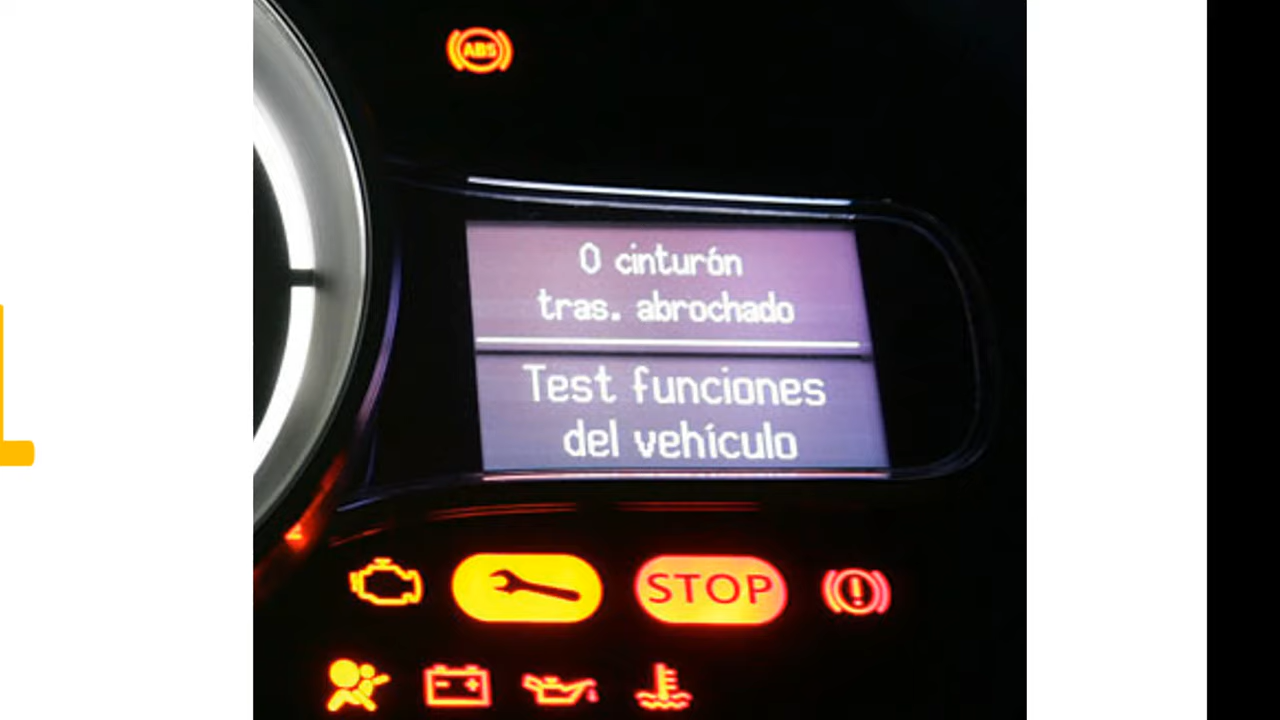 ABS
0 cinturón
tras. abrochado
Test funciones
del vehículo
STOP